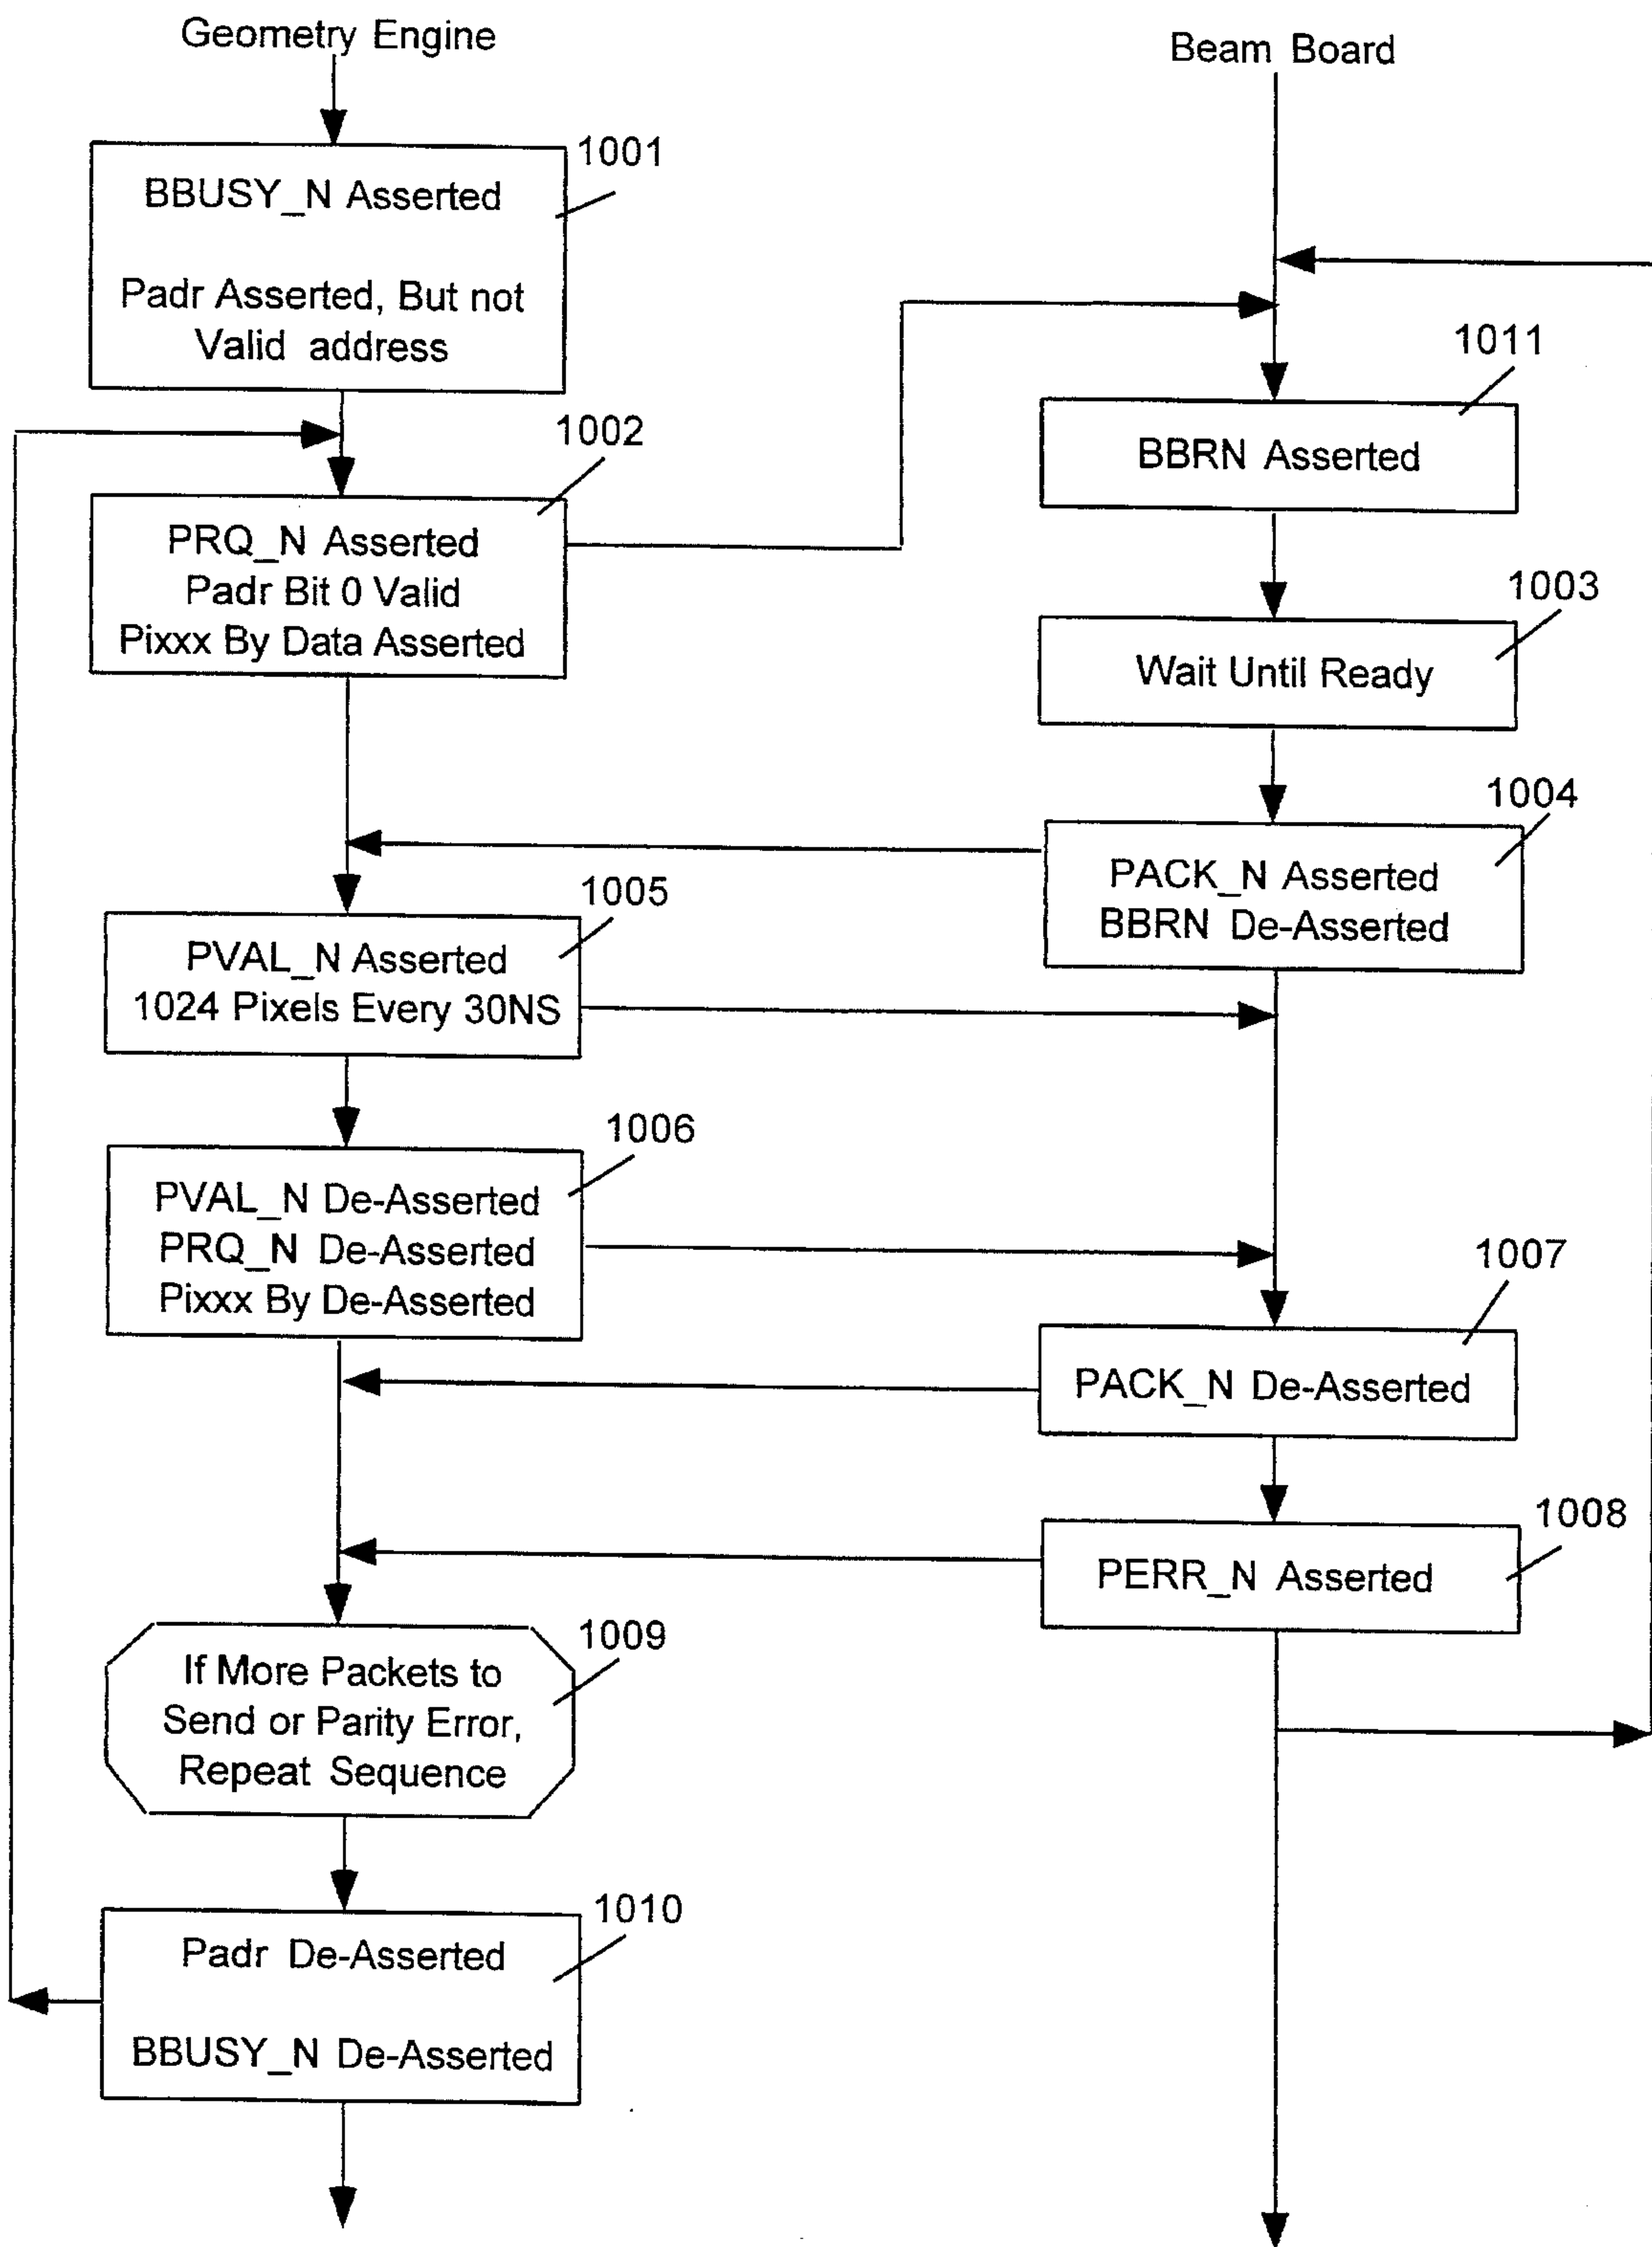 Geometry Engine
1001
BBUSY_N Asserted
Padr Asserted, But not
Valid address
1002
PRQ_N Asserted
Padr Bit 0 Valid
Pixxx By Data Asserted
1005
PVAL_N Asserted
1024 Pixels Every 30NS
1006
PVAL_N De-Asserted
PRQ_N De-Asserted
Pixxx By De-Asserted
1009
If More Packets to
Send or Parity Error,
Repeat Sequence
1010
Padr De-Asserted
BBUSY_N De-Asserted
Beam Board
1011
BBRN Asserted
1003
Wait Until Ready
1004
PACK_N Asserted
BBRN De-Asserted
1007
PACK_N De-Asserted
1008
PERR_N Asserted